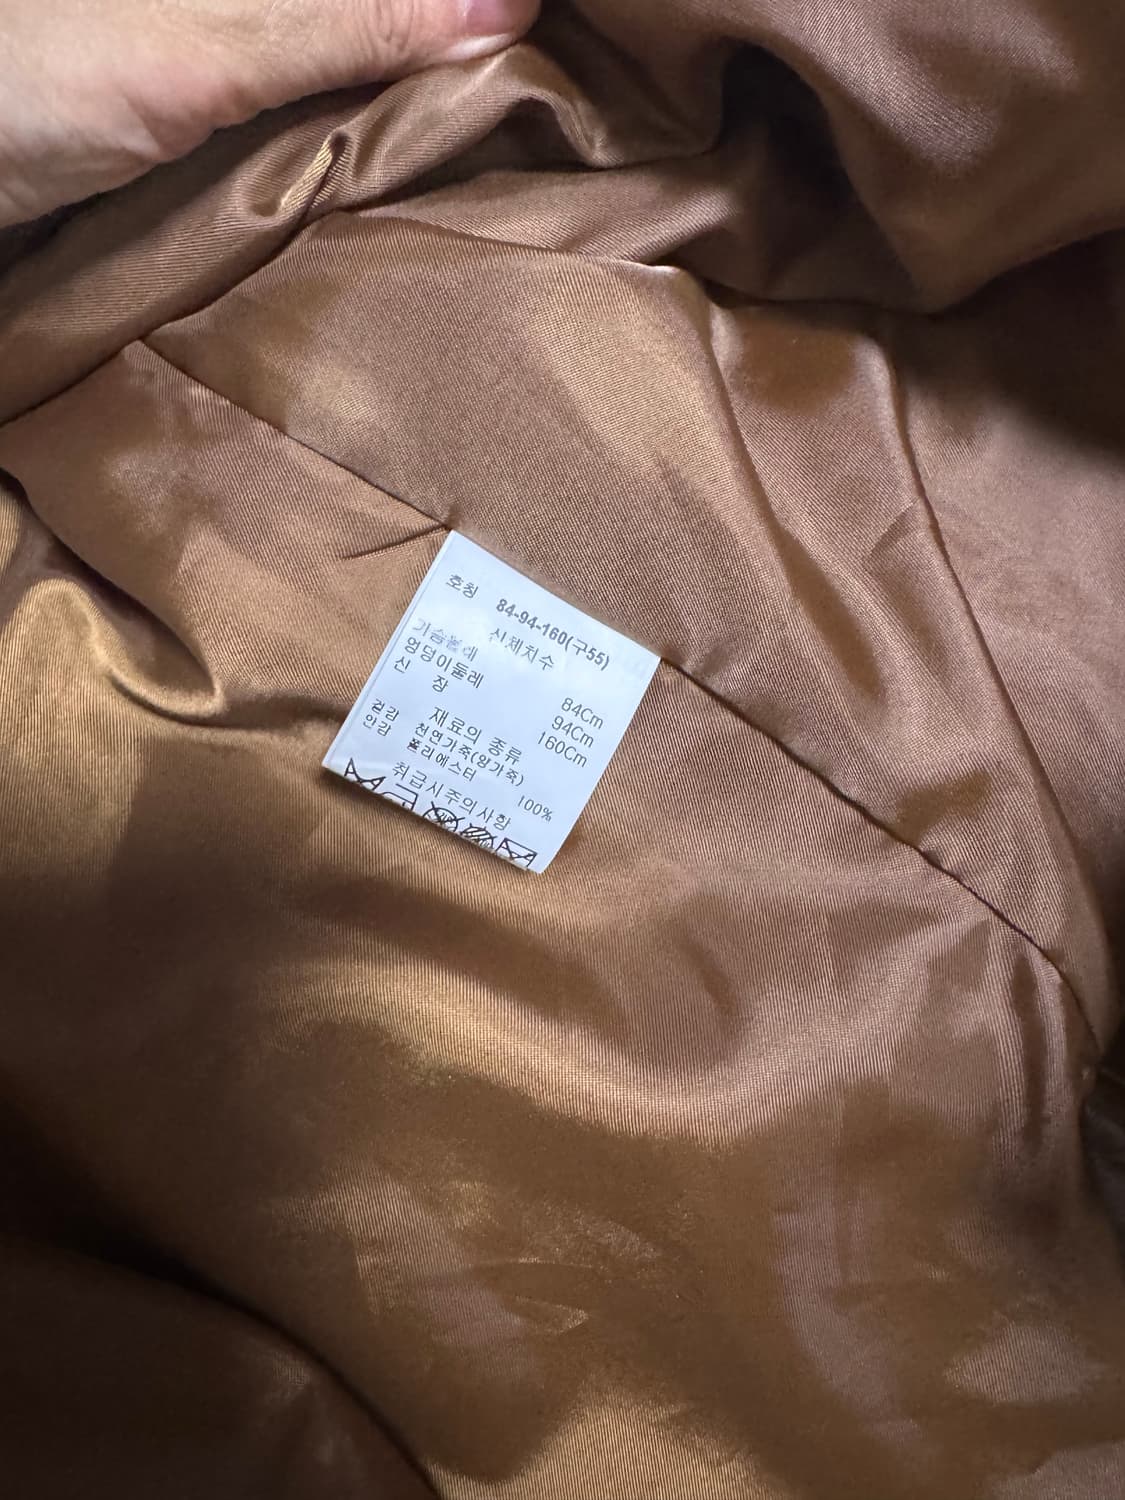 호칭 84-94-160(구55)
신체치수
가슴둘레 84Cm
엉덩이둘레 94Cm
신 장 160Cm
재료의 종류
겉감 천연가죽(양가죽)
안감 폴리에스터 100%
취급시주의사항